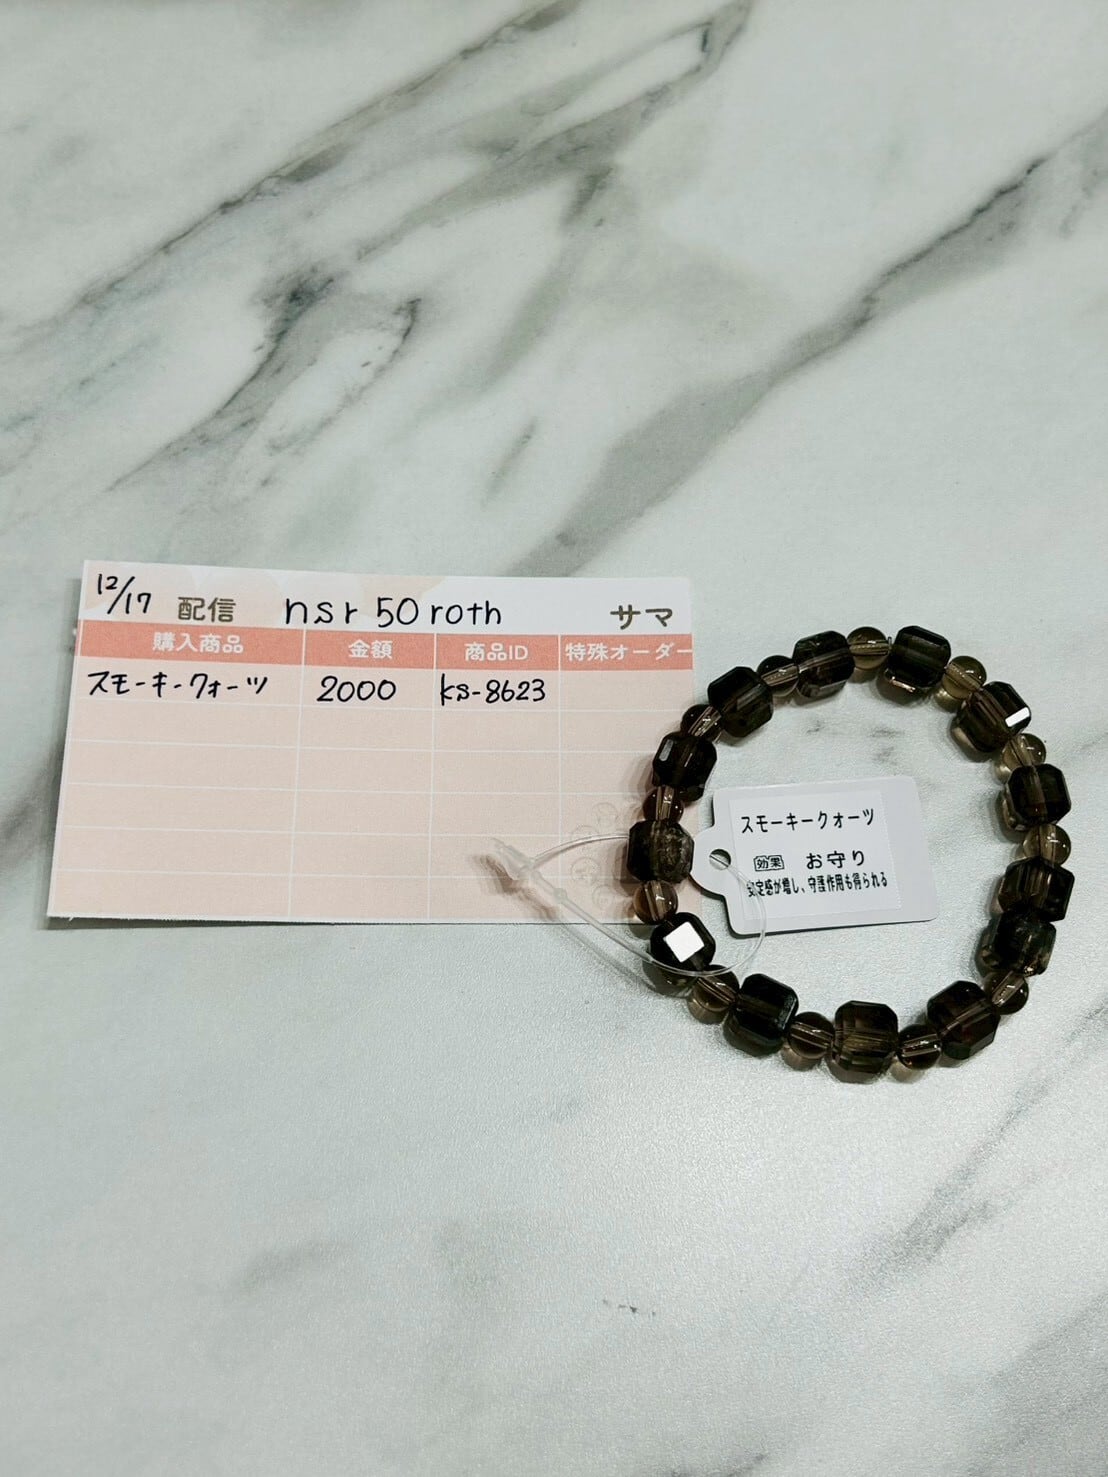 12/17 配信 nsr50roth サマ
購入商品 金額 商品ID 特殊オーダー
スモーキークォーツ 2000 ks-8623
スモーキークォーツ
効果 お守り
安定感が増し、守護作用も得られる